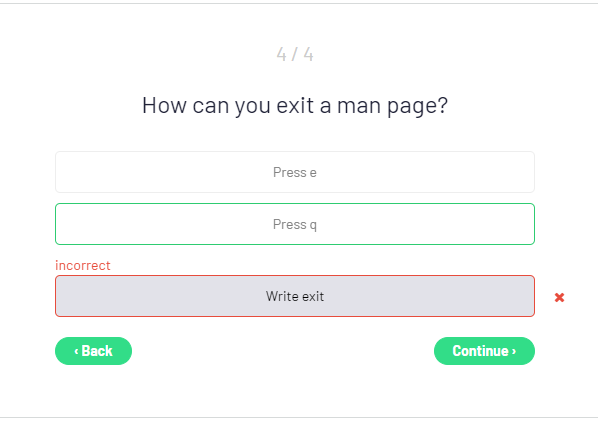 4 / 4
How can you exit a man page?
Press e
Press q
incorrect
Write exit
‹ Back
Continue ›